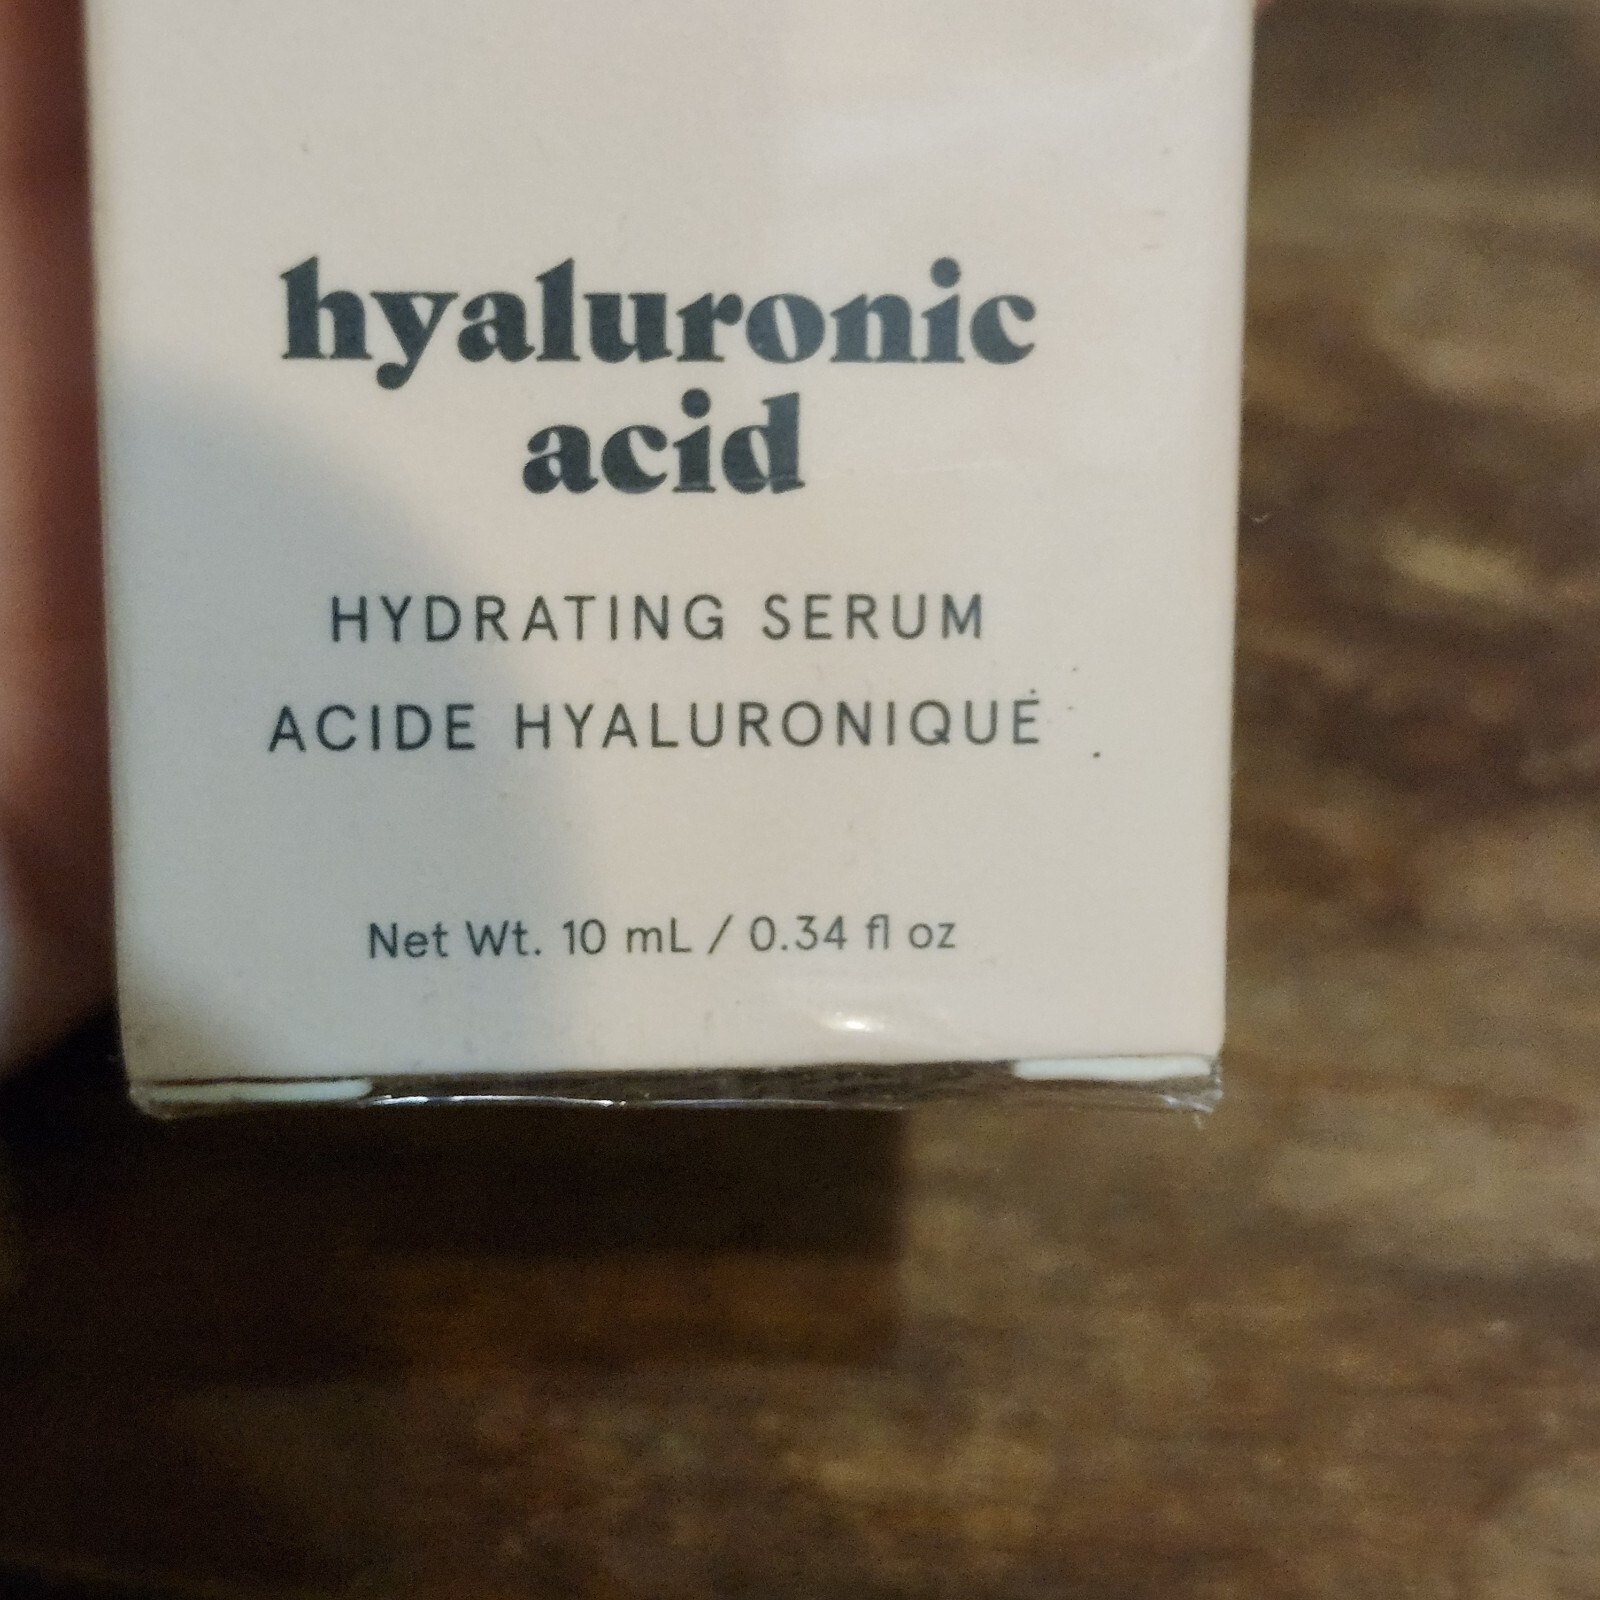 hyaluronic
acid
HYDRATING SERUM
ACIDE HYALURONIQUE
Net Wt. 10 mL / 0.34 fl oz